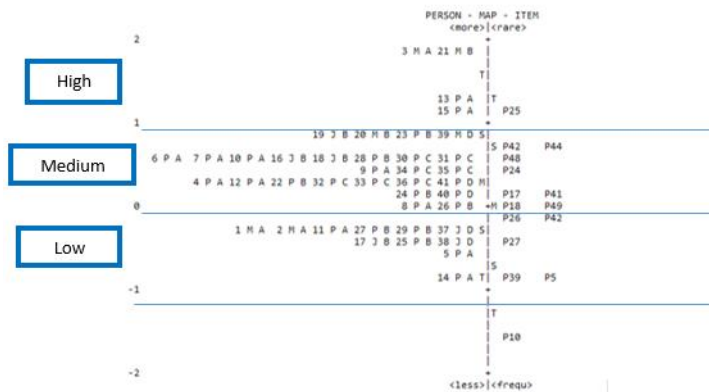 PERSON - MAP - ITEM
<more>|<rare>
2 +
3 M A 21 M B |
T|
High
13 P A |T
15 P A | P25
1 +
19 J B 20 M B 23 P B 39 M D S|
|S P42 P44
Medium
6 P A 7 P A 10 P A 16 J B 18 J B 28 P B 30 P C 31 P C | P48
9 P A 34 P C 35 P C | P24
4 P A 12 P A 22 P B 32 P C 33 P C 36 P C 41 P D M|
24 P B 40 P D | P17 P41
0 8 P A 26 P B +M P18 P49
| P26 P42
1 M A 2 M A 11 P A 27 P B 29 P B 37 J D S|
Low
17 J B 25 P B 38 J D | P27
5 P A |
|S
14 P A T| P39 P5
-1 +
|T
| P10
-2 +
<less>|<frequ>